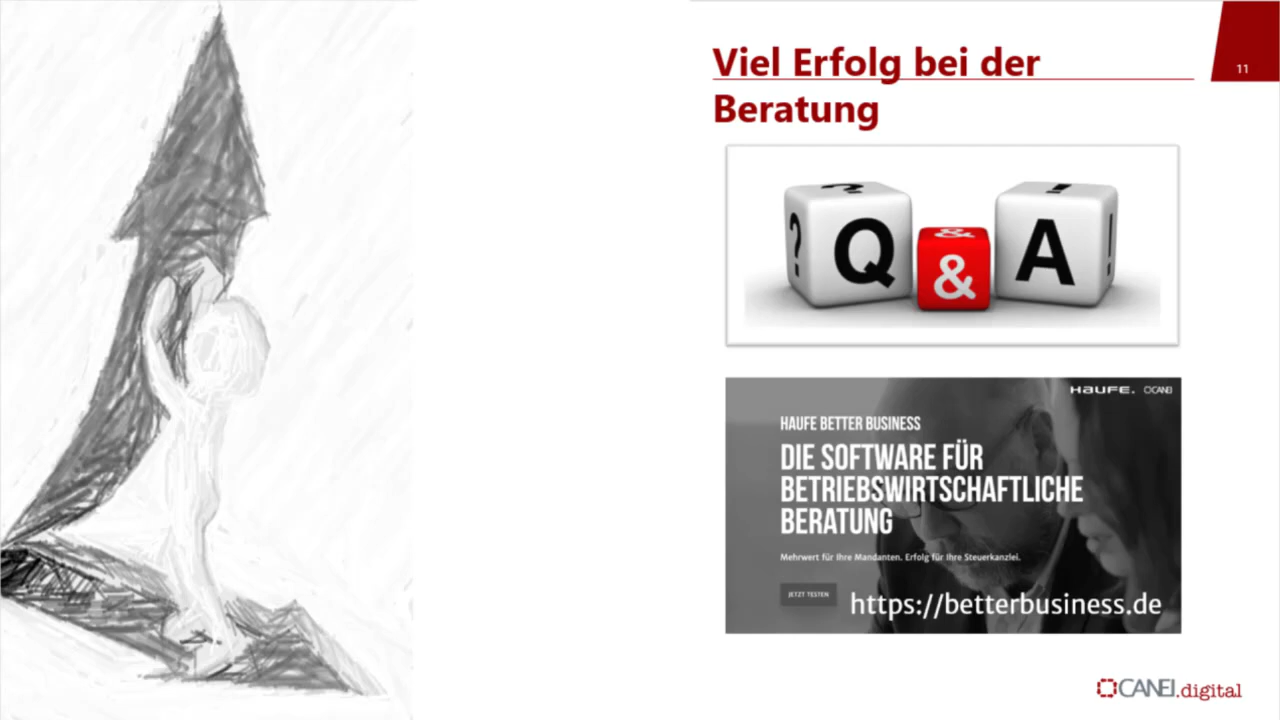 11
Viel Erfolg bei der
Beratung
? ? Q & & A ! !
HAUFE. CANEI
HAUFE BETTER BUSINESS
DIE SOFTWARE FÜR
BETRIEBSWIRTSCHAFTLICHE
BERATUNG
Mehrwert für Ihre Mandanten. Erfolg für Ihre Steuerkanzlei.
JETZT TESTEN
https://betterbusiness.de
CANEI.digital